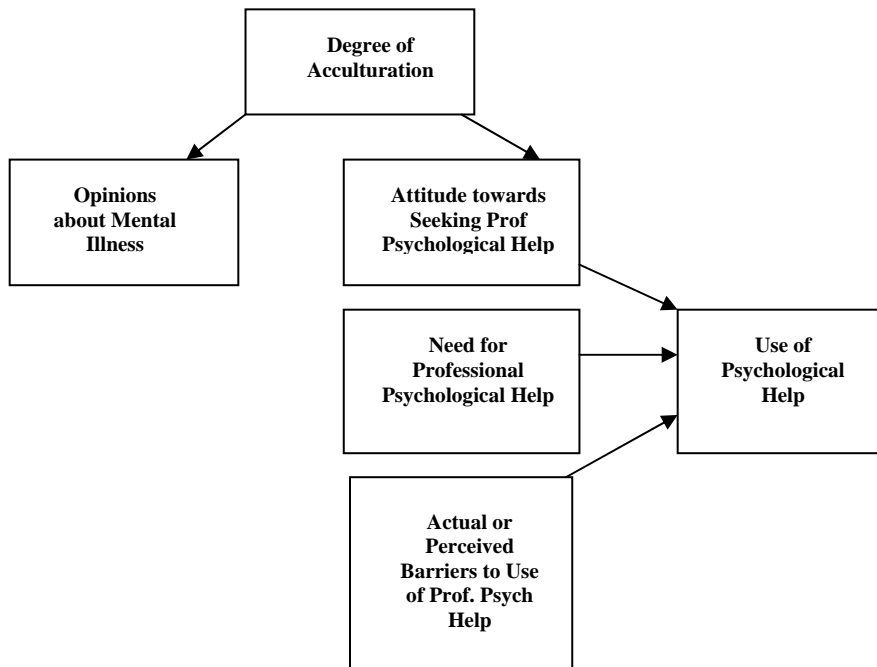 Degree of
Acculturation
Opinions
about Mental
Illness
Attitude towards
Seeking Prof
Psychological Help
Need for
Professional
Psychological Help
Use of
Psychological
Help
Actual or
Perceived
Barriers to Use
of Prof. Psych
Help